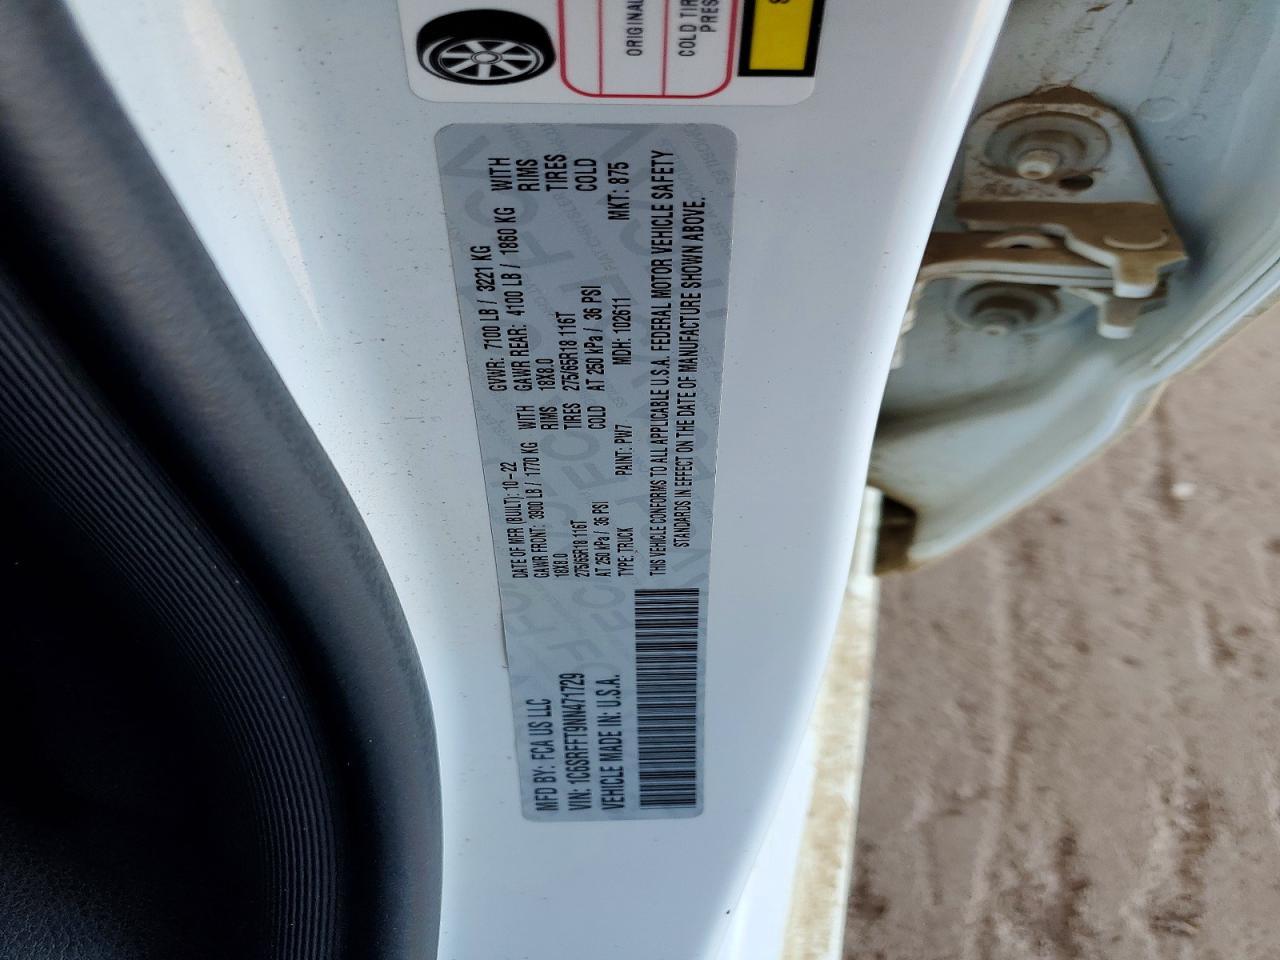 ORIGINAL
COLD TIR
PRES
MFD BY: FCA US LLC
VIN: 1C6SRFFT9NN471729
VEHICLE MADE IN: U.S.A.
DATE OF MFR (BUILT): 10-22 GVWR: 7100 LB / 3221 KG
GAWR FRONT: 3900 LB / 1770 KG WITH GAWR REAR: 4100 LB / 1860 KG WITH
18X8.0 RIMS 18X8.0 RIMS
275/65R18 116T TIRES 275/65R18 116T TIRES
AT 250 kPa / 36 PSI COLD AT 250 kPa / 36 PSI COLD
TYPE: TRUCK PAINT: PW7 MDH: 102611 MKT: 875
THIS VEHICLE CONFORMS TO ALL APPLICABLE U.S.A. FEDERAL MOTOR VEHICLE SAFETY
STANDARDS IN EFFECT ON THE DATE OF MANUFACTURE SHOWN ABOVE.